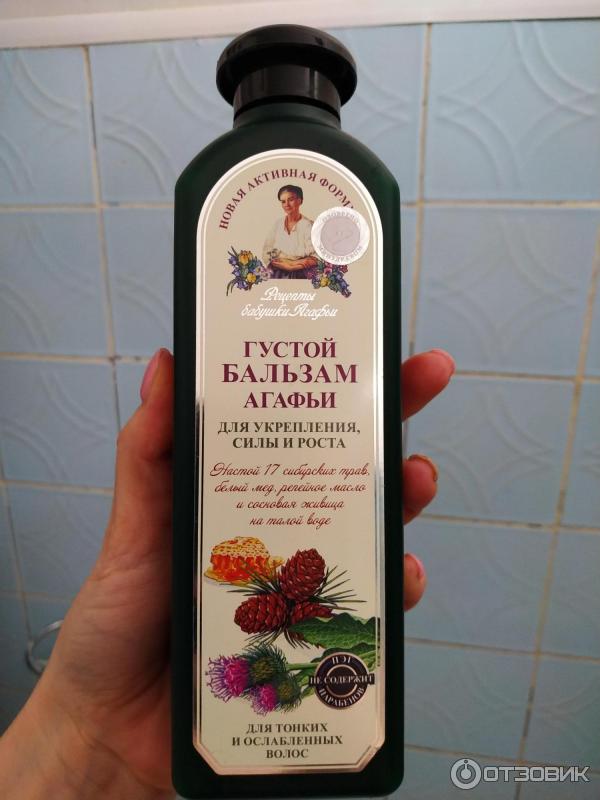 НОВАЯ АКТИВНАЯ ФОРМУ
Рецепты
бабушки Агафьи
ГУСТОЙ
БАЛЬЗАМ
АГАФЬИ
ДЛЯ УКРЕПЛЕНИЯ,
СИЛЫ И РОСТА
Настой 17 сибирских трав,
белый мед, репейное масло
и сосновая живица
на талой воде
НЕ СОДЕРЖИТ
ПАРАБЕНОВ
ДЛЯ ТОНКИХ
И ОСЛАБЛЕННЫХ
ВОЛОС
ОТЗОВИК